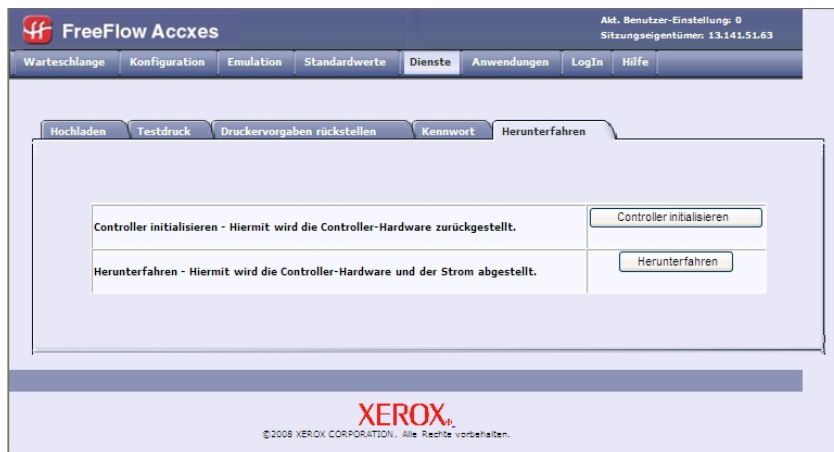 FreeFlow Accxes
Akt. Benutzer-Einstellung: 0
Sitzungseigentümer: 13.141.51.63
Warteschlange Konfiguration Emulation Standardwerte Dienste Anwendungen LogIn Hilfe
Hochladen Testdruck Druckervorgaben rückstellen Kennwort Herunterfahren
Controller initialisieren - Hiermit wird die Controller-Hardware zurückgestellt. Controller initialisieren
Herunterfahren - Hiermit wird die Controller-Hardware und der Strom abgestellt. Herunterfahren
XEROX®
©2008 XEROX CORPORATION. Alle Rechte vorbehalten.